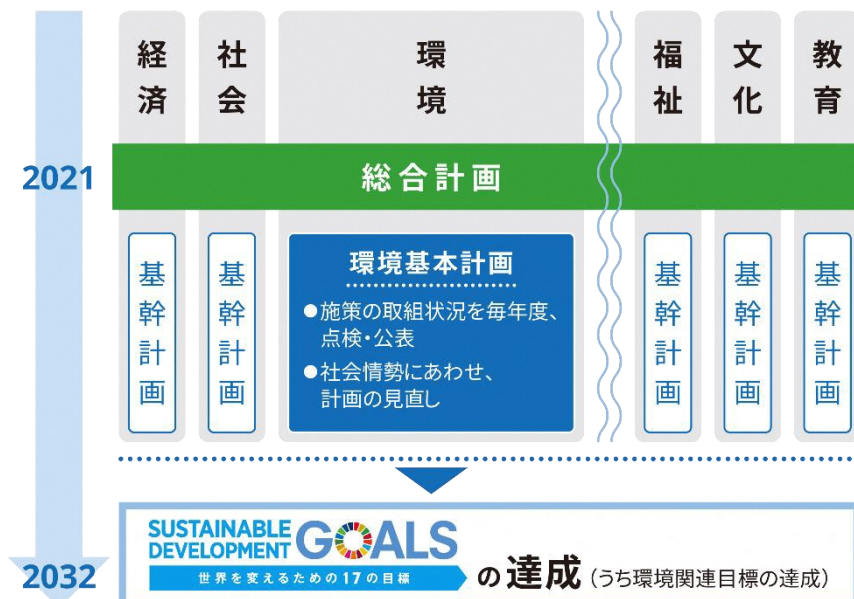 経済
社会
環境
福祉
文化
教育
2021
総合計画
基幹計画
基幹計画
環境基本計画
●施策の取組状況を毎年度、
点検・公表
●社会情勢にあわせ、
計画の見直し
基幹計画
基幹計画
基幹計画
2032
SUSTAINABLE
DEVELOPMENT GOALS
世界を変えるための17の目標
の達成(うち環境関連目標の達成)